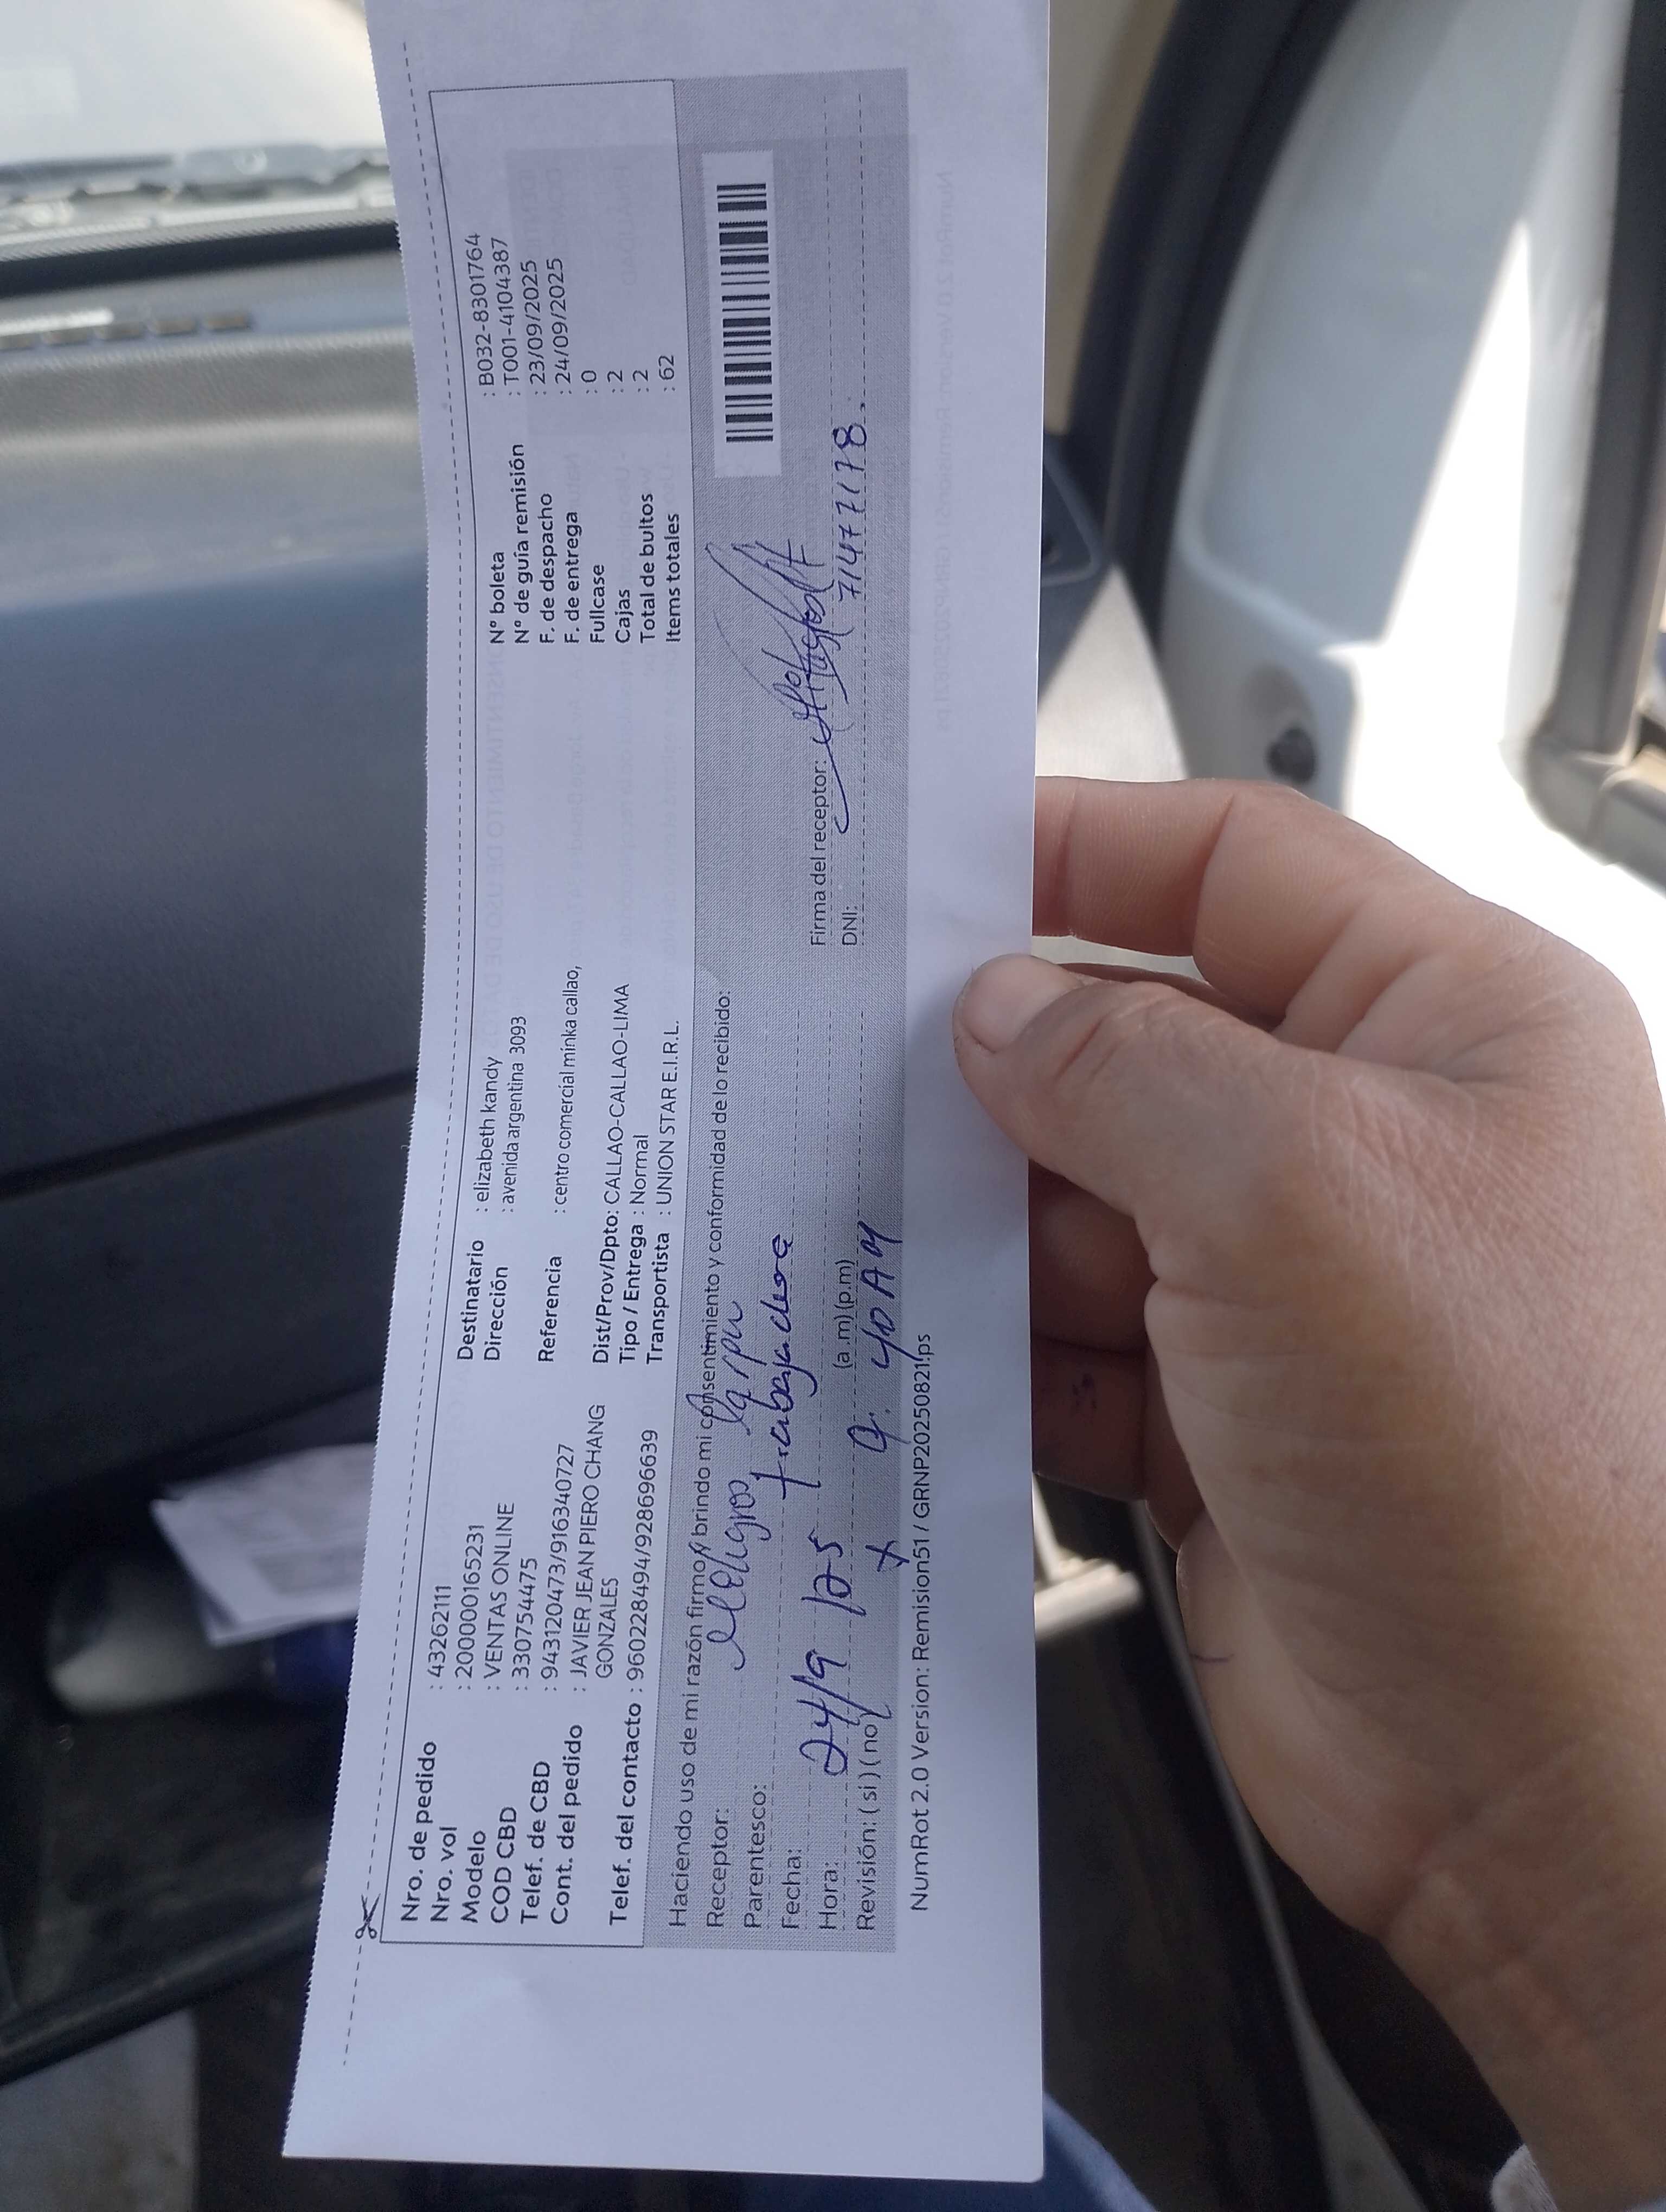 Nro. de pedido : 43262111
Nro. vol : 200000165231
Modelo : VENTAS ONLINE
COD CBD : 330754475
Telef. de CBD : 943120473/916340727
Cont. del pedido : JAVIER JEAN PIERO CHANG
GONZALES
Telef. del contacto : 960228494/928696639
Destinatario : elizabeth kandy
Dirección : avenida argentina 3093
Referencia : centro comercial minka callao,
Dist/Prov/Dpto: CALLAO-CALLAO-LIMA
Tipo / Entrega : Normal
Transportista : UNION STAR E.I.R.L.
N° boleta : B032-8301764
N° de guía remisión : T001-4104387
F. de despacho : 23/09/2025
F. de entrega : 24/09/2025
Fullcase : 0
Cajas : 2
Total de bultos : 2
Items totales : 62
Haciendo uso de mi razón firmo y brindo mi consentimiento y conformidad de lo recibido:
Receptor: Milagros
Parentesco: trabajadora
Fecha: 24/9/25
Hora: 9:40 AM (a.m) (p.m)
Revisión: ( si ) ( no )
Firma del receptor:
DNI: 71477178
NumRot 2.0 Version: Remision51 / GRNP20250821!ps